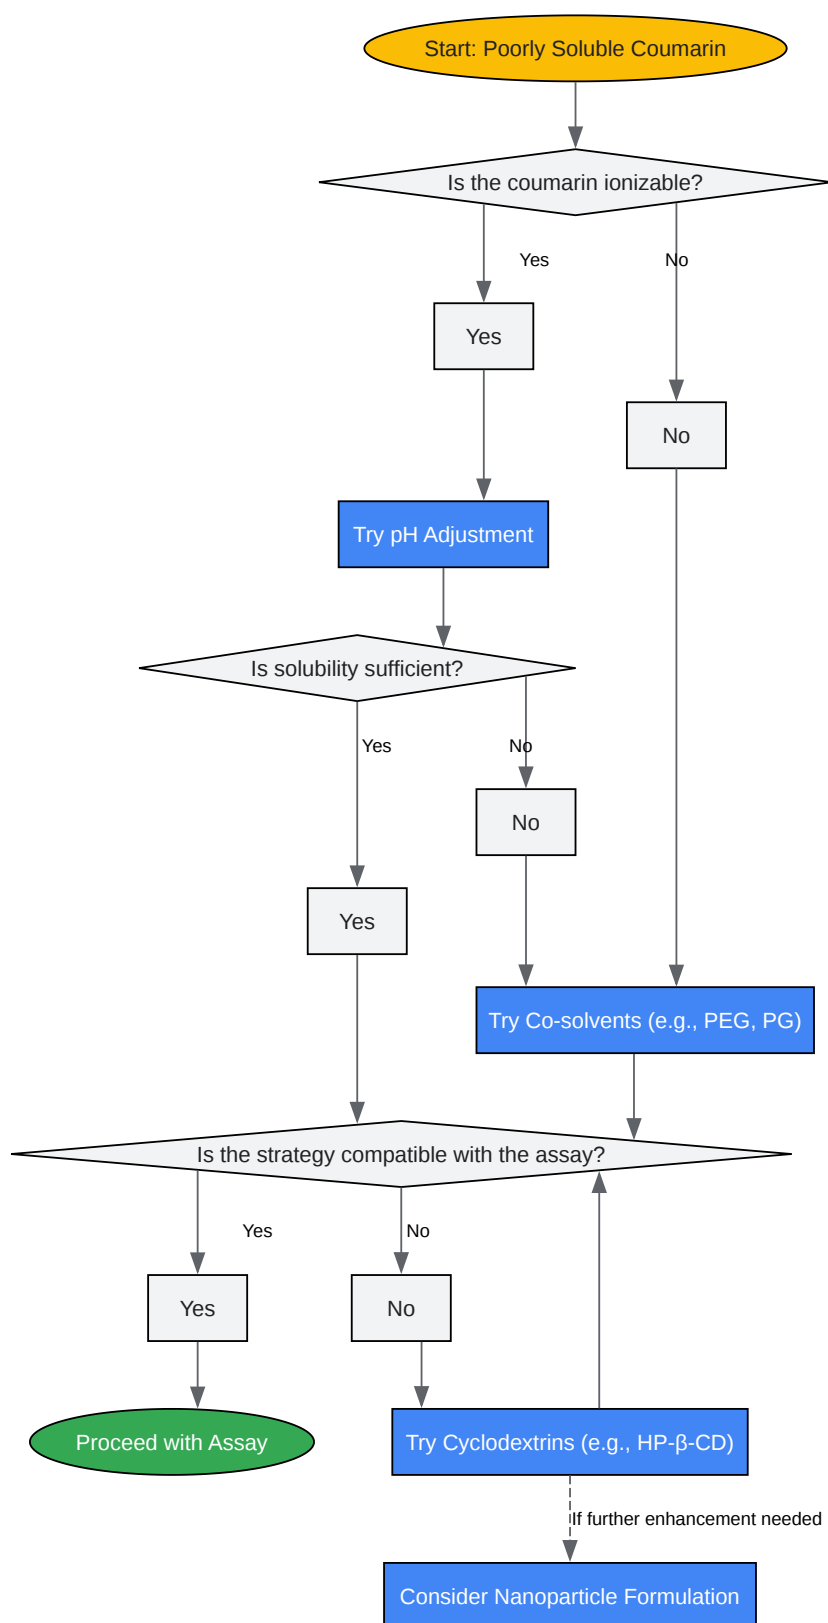 Start: Poorly Soluble Coumarin
Is the coumarin ionizable?
Yes
No
Yes
No
Try pH Adjustment
Is solubility sufficient?
Yes
No
No
Yes
Try Co-solvents (e.g., PEG, PG)
Is the strategy compatible with the assay?
Yes
No
Yes
No
Proceed with Assay
Try Cyclodextrins (e.g., HP-β-CD)
If further enhancement needed
Consider Nanoparticle Formulation